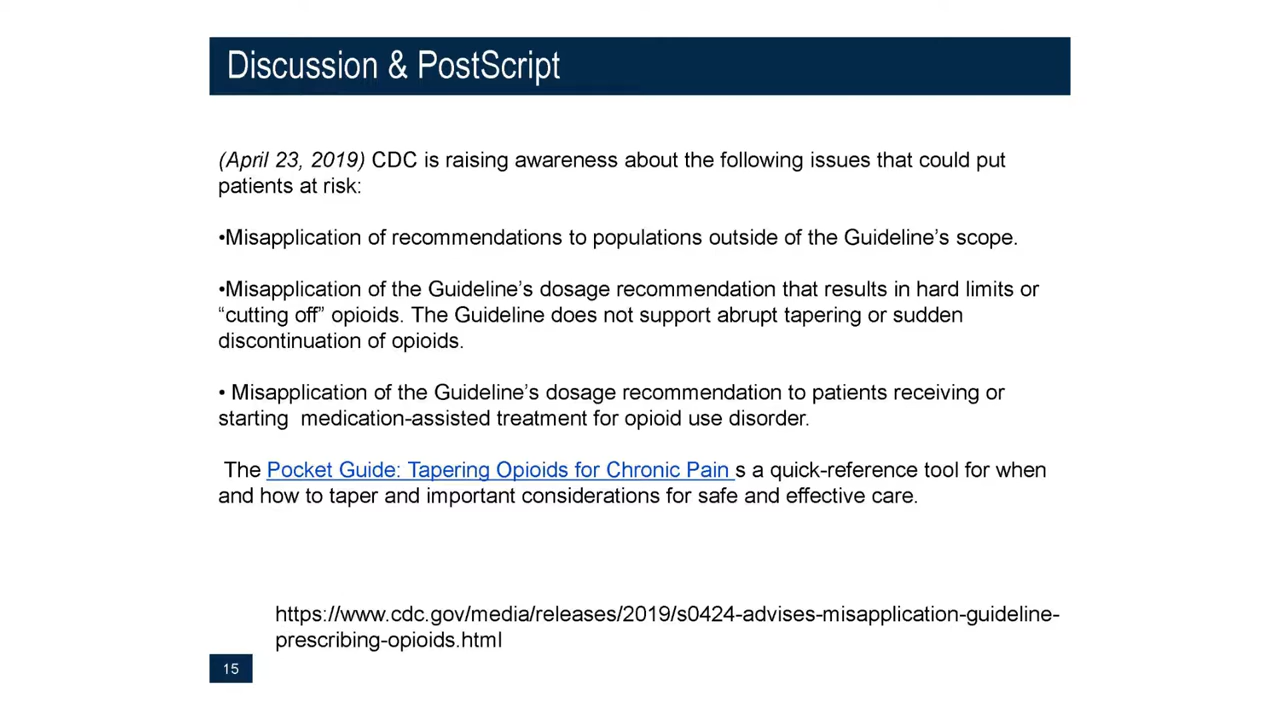 Discussion & PostScript
(April 23, 2019) CDC is raising awareness about the following issues that could put
patients at risk:
•Misapplication of recommendations to populations outside of the Guideline’s scope.
•Misapplication of the Guideline’s dosage recommendation that results in hard limits or
“cutting off” opioids. The Guideline does not support abrupt tapering or sudden
discontinuation of opioids.
• Misapplication of the Guideline’s dosage recommendation to patients receiving or
starting  medication-assisted treatment for opioid use disorder.
The Pocket Guide: Tapering Opioids for Chronic Pain s a quick-reference tool for when
and how to taper and important considerations for safe and effective care.
https://www.cdc.gov/media/releases/2019/s0424-advises-misapplication-guideline-
prescribing-opioids.html
15